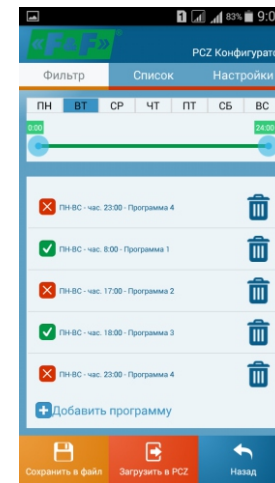 1 83% 9:0
«F&F»®
PCZ Конфигурато
Фильтр Список Настройки
ПН ВТ СР ЧТ ПТ СБ ВС
0:00 24:00
ПН-ВС - час. 23:00 - Программа 4
ПН-ВС - час. 8:00 - Программа 1
ПН-ВС - час. 17:00 - Программа 2
ПН-ВС - час. 18:00 - Программа 3
ПН-ВС - час. 23:00 - Программа 4
Добавить программу
Сохранить в файл Загрузить в PCZ Назад